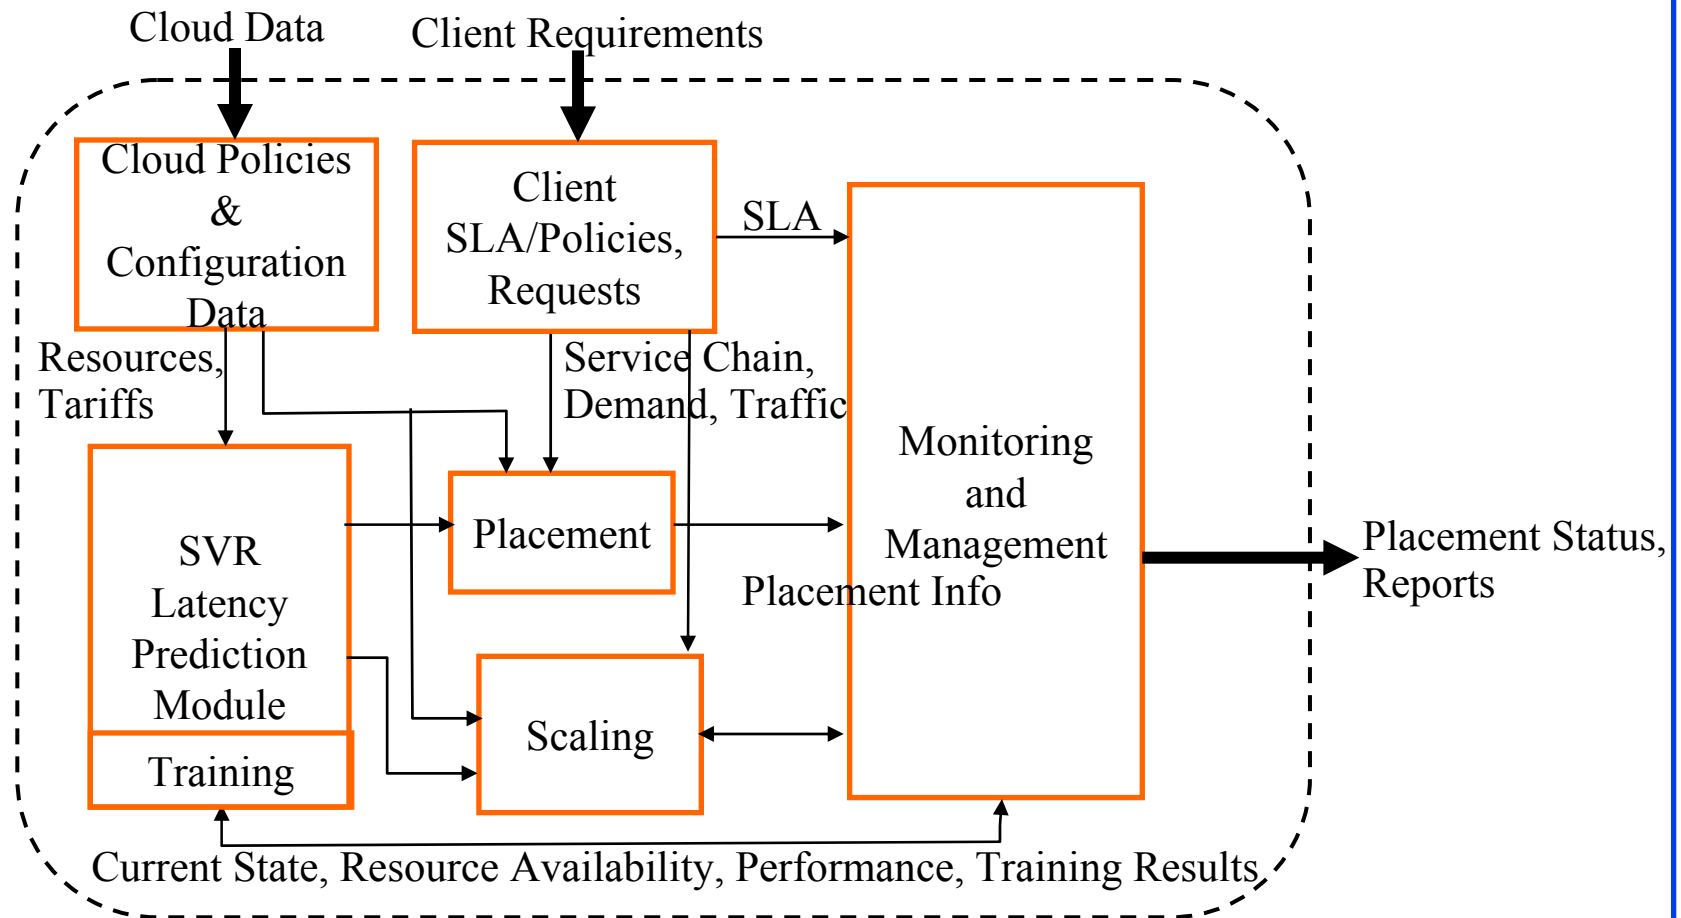 Cloud Data
Client Requirements
Cloud Policies
&
Configuration
Data
Client
SLA/Policies,
Requests
SLA
Resources,
Tariffs
Service Chain,
Demand, Traffic
Monitoring
and
Management
SVR
Latency
Prediction
Module
Training
Placement
Placement Info
Scaling
Placement Status,
Reports
Current State, Resource Availability, Performance, Training Results